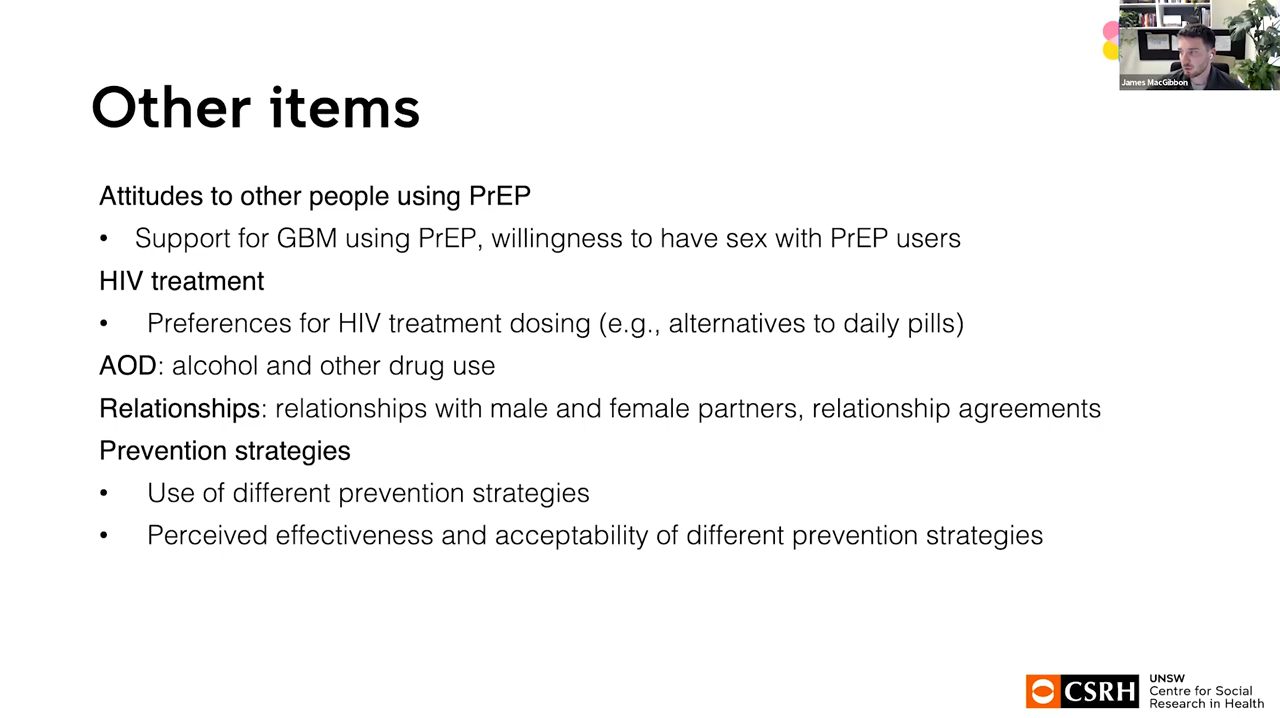 James MacGibbon
Other items
Attitudes to other people using PrEP
• Support for GBM using PrEP, willingness to have sex with PrEP users
HIV treatment
• Preferences for HIV treatment dosing (e.g., alternatives to daily pills)
AOD: alcohol and other drug use
Relationships: relationships with male and female partners, relationship agreements
Prevention strategies
• Use of different prevention strategies
• Perceived effectiveness and acceptability of different prevention strategies
CSRH
UNSW
Centre for Social
Research in Health